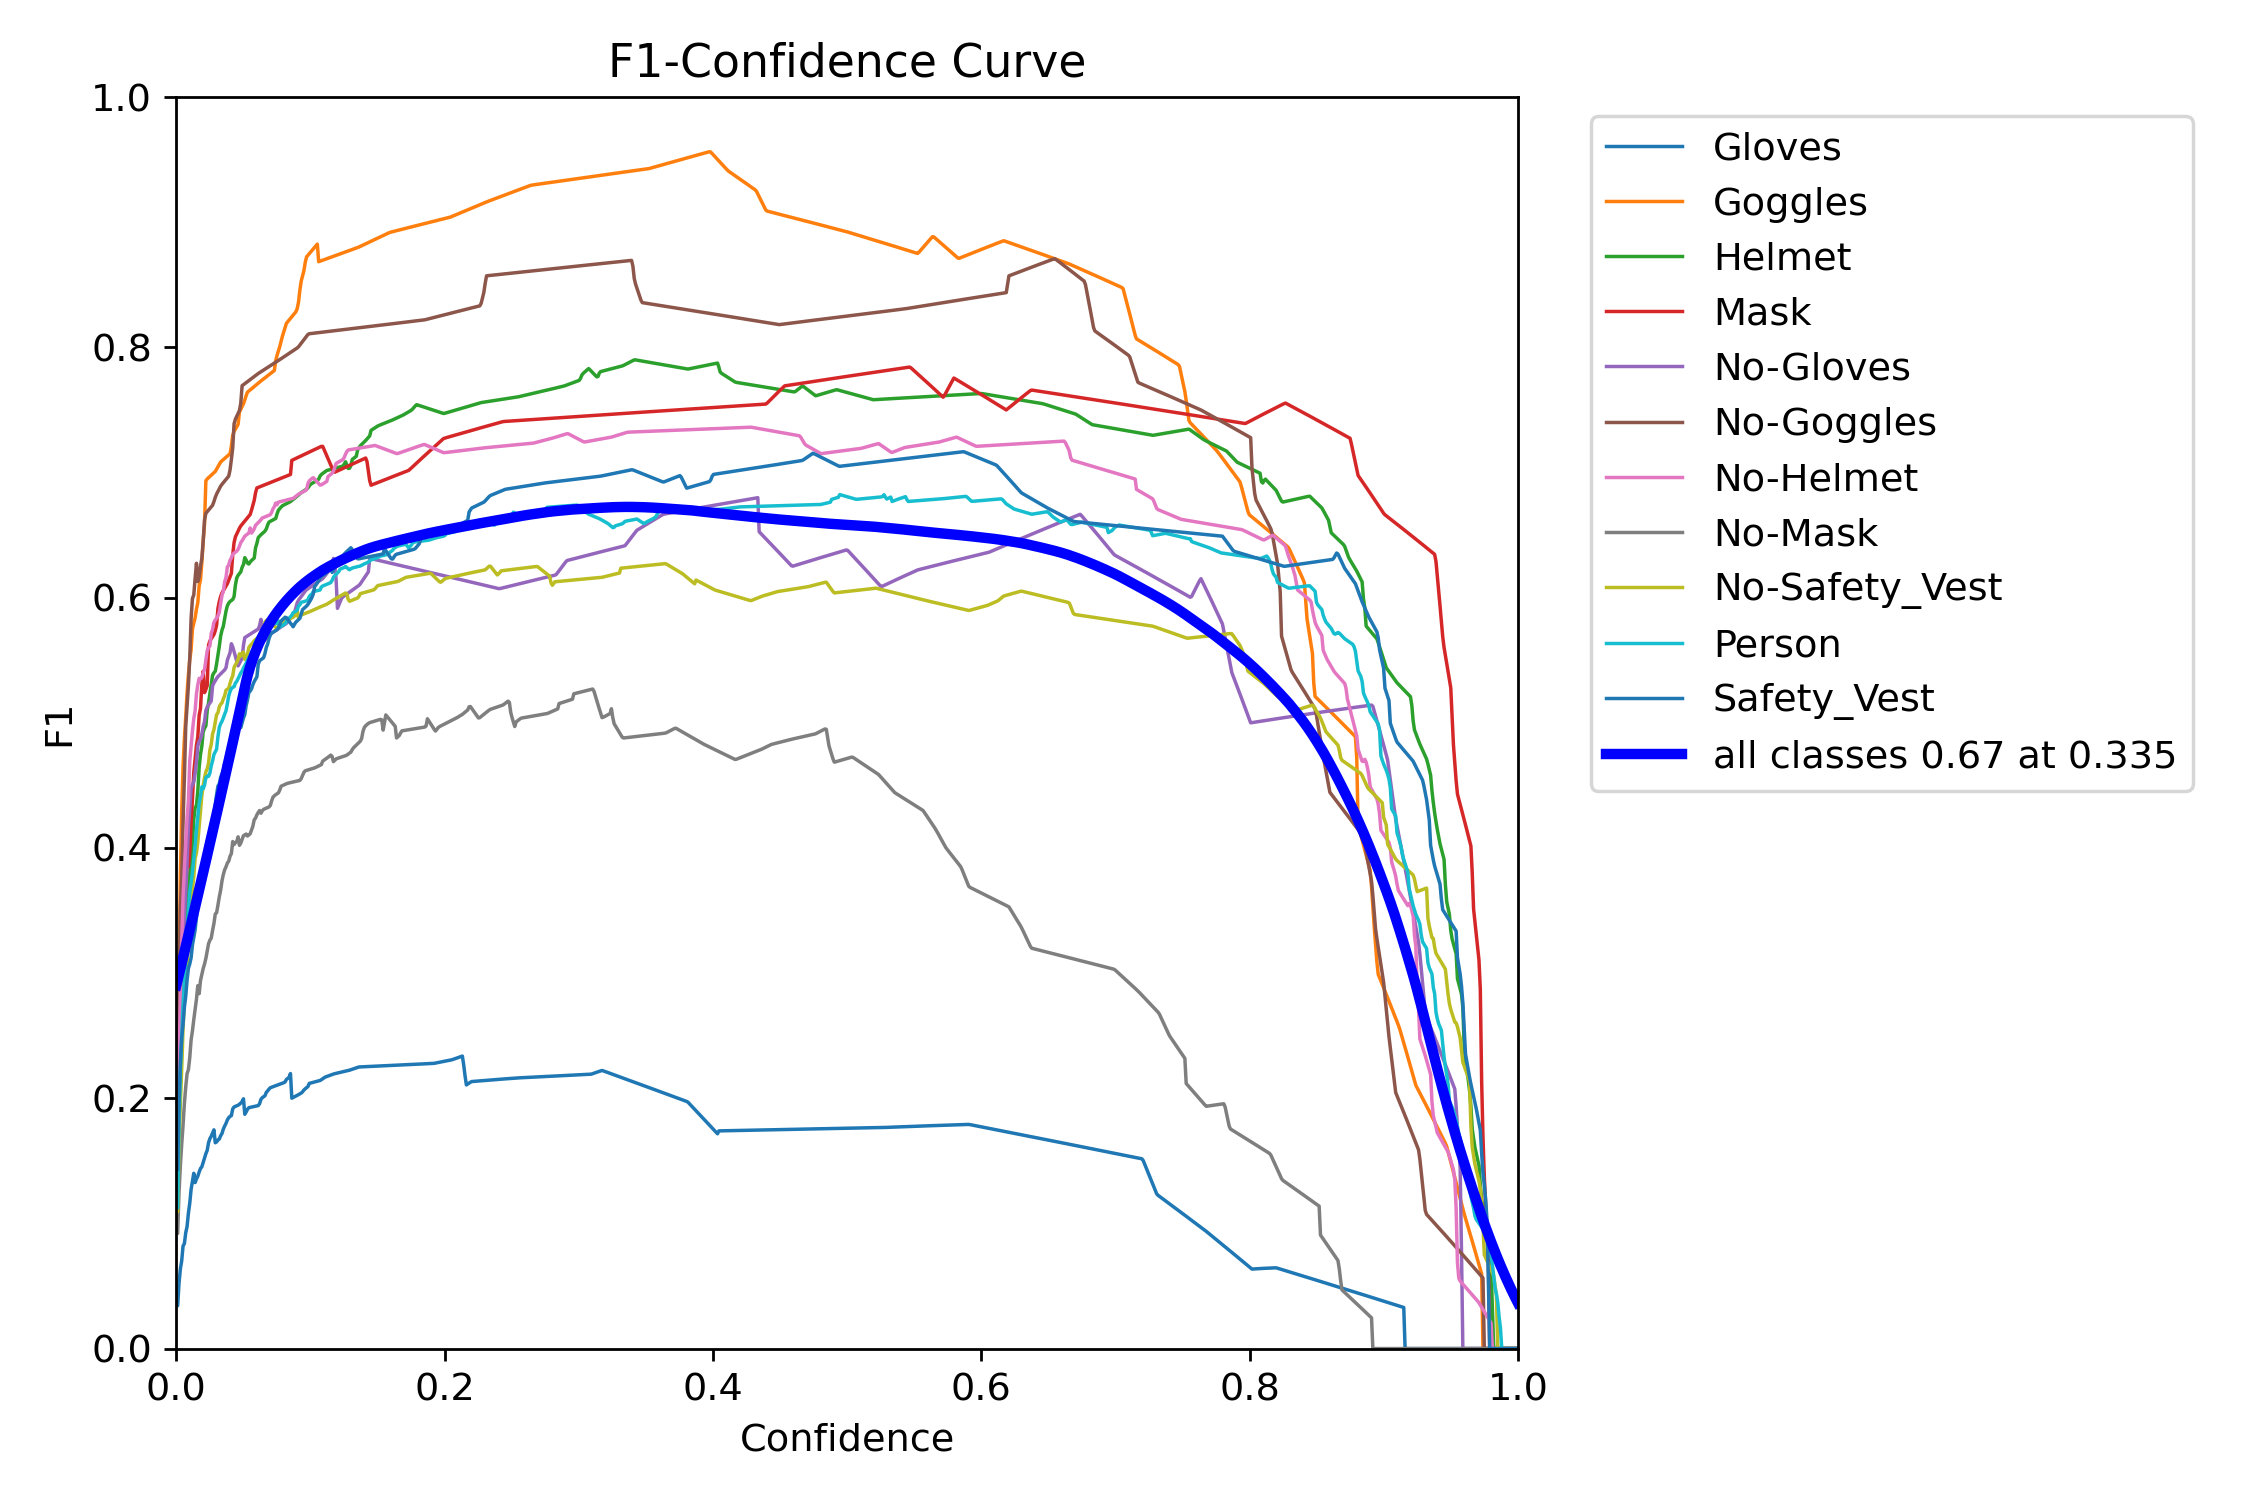 F1-Confidence Curve
1.0
0.8
0.6
0.4
0.2
0.0
F1
0.0 0.2 0.4 0.6 0.8 1.0
Confidence
Gloves
Goggles
Helmet
Mask
No-Gloves
No-Goggles
No-Helmet
No-Mask
No-Safety_Vest
Person
Safety_Vest
all classes 0.67 at 0.335